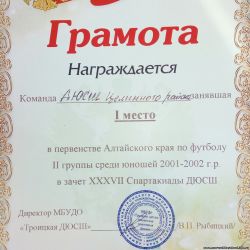 Грамота
Награждается
Команда ДЮСШ Целинного района занявшая
I место
в первенстве Алтайского края по футболу
II группы среди юношей 2001-2002 г.р.
в зачет XXXVII Спартакиады ДЮСШ
Директор МБУДО
«Троицкая ДЮСШ» /В.П. Рыбицкий/